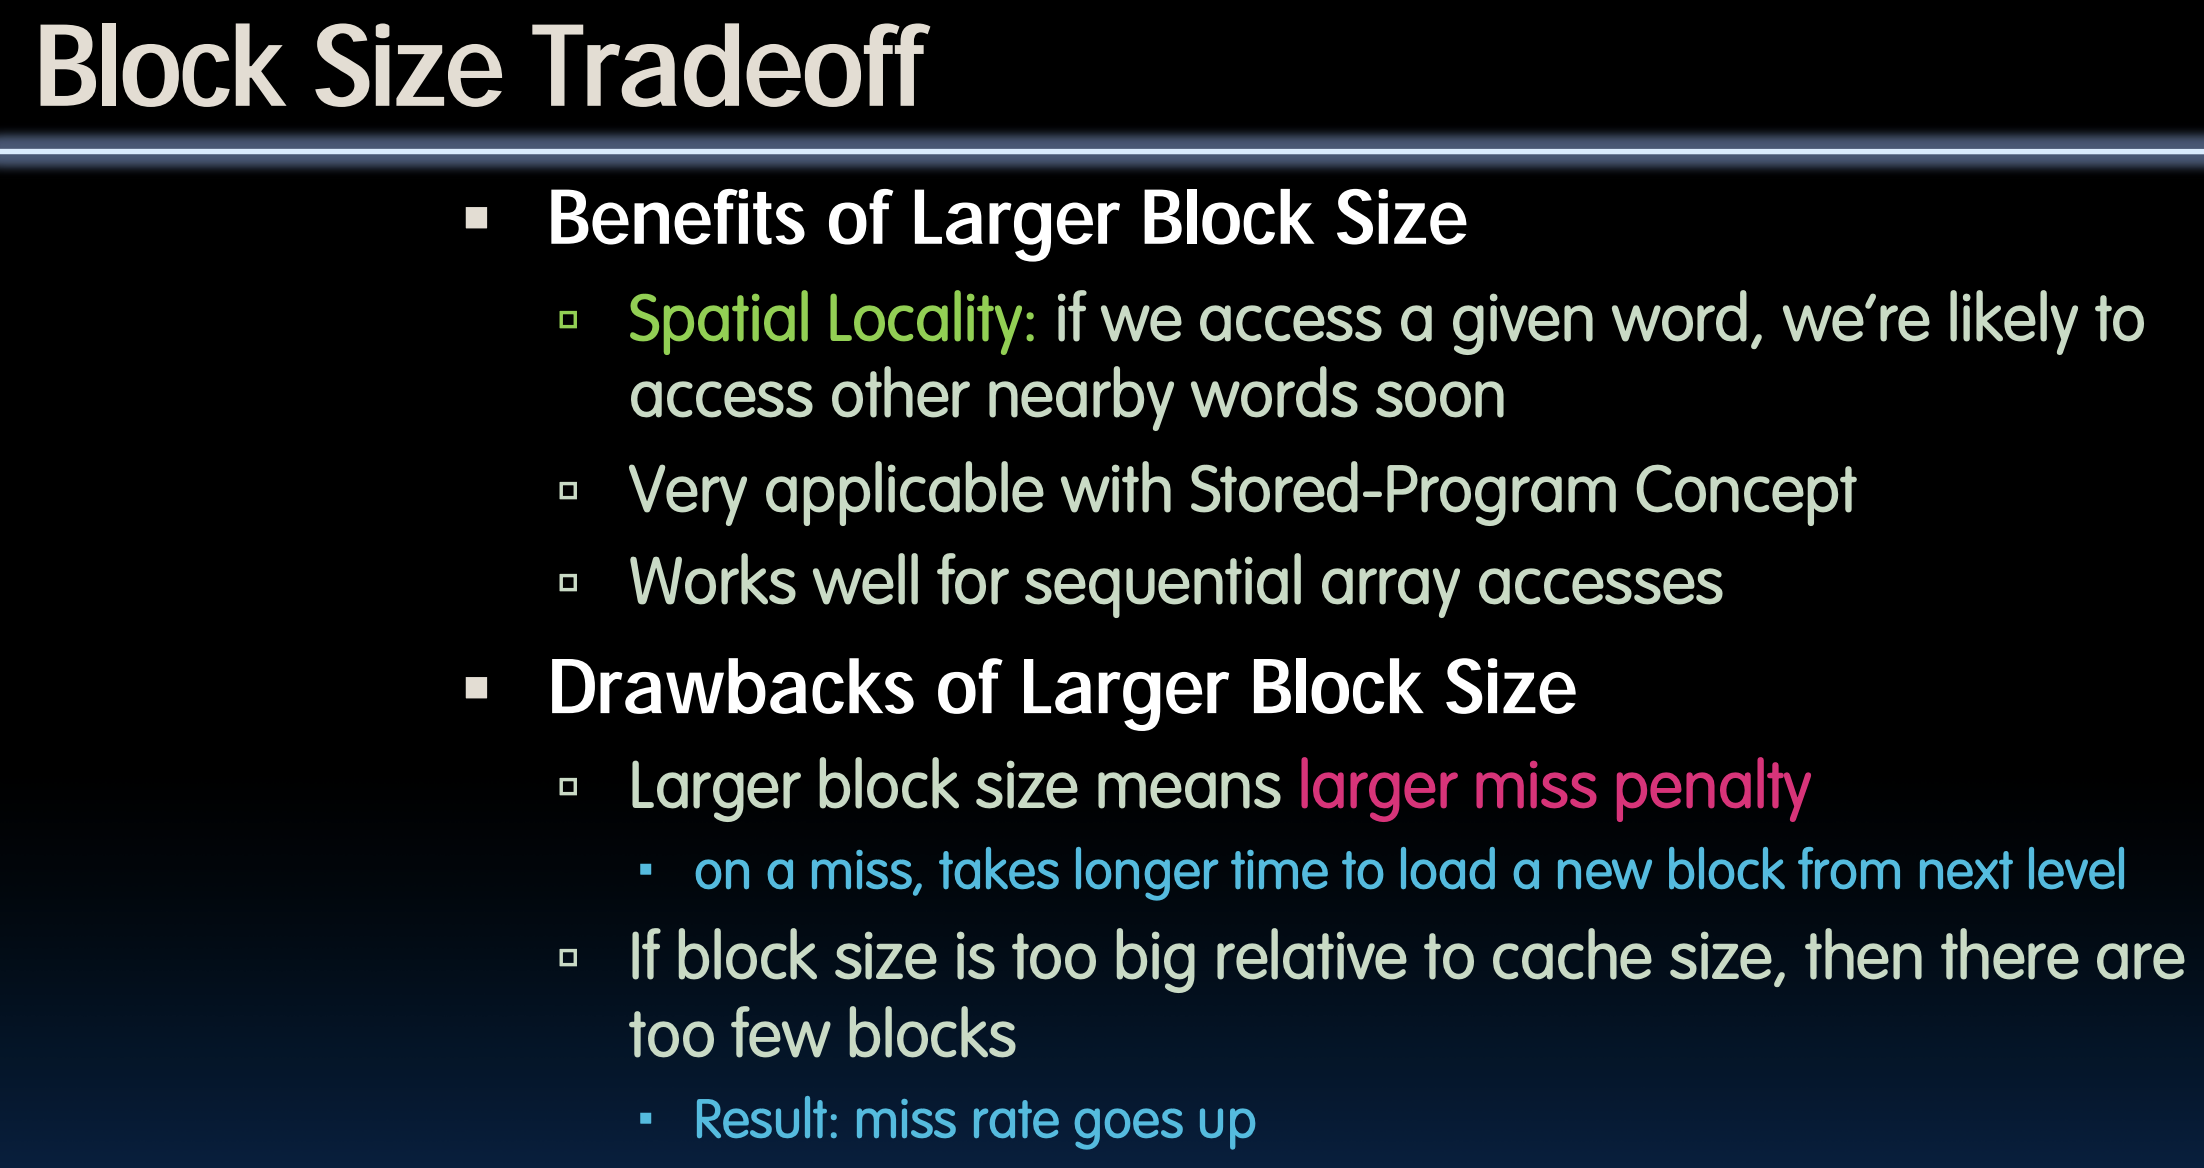 Block Size Tradeoff
Benefits of Larger Block Size
Spatial Locality: if we access a given word, we’re likely to
access other nearby words soon
Very applicable with Stored-Program Concept
Works well for sequential array accesses
Drawbacks of Larger Block Size
Larger block size means larger miss penalty
on a miss, takes longer time to load a new block from next level
If block size is too big relative to cache size, then there are
too few blocks
Result: miss rate goes up